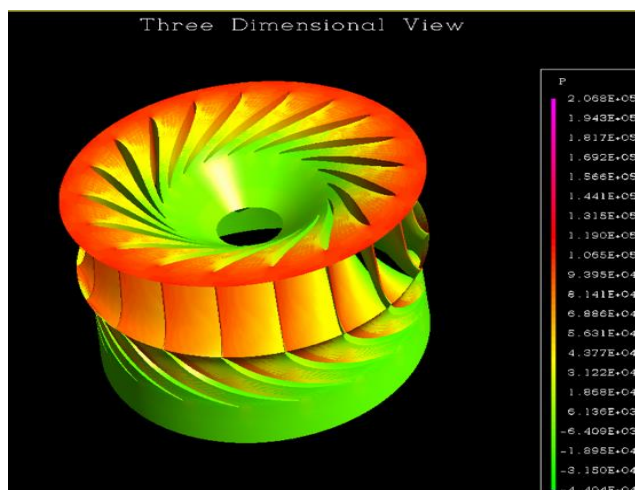 Three Dimensional View
P
2.068E+05
1.943E+05
1.817E+05
1.692E+05
1.566E+05
1.441E+05
1.315E+05
1.190E+05
1.065E+05
9.395E+04
8.141E+04
6.886E+04
5.631E+04
4.377E+04
3.122E+04
1.868E+04
6.136E+03
-6.409E+03
-1.895E+04
-3.150E+04